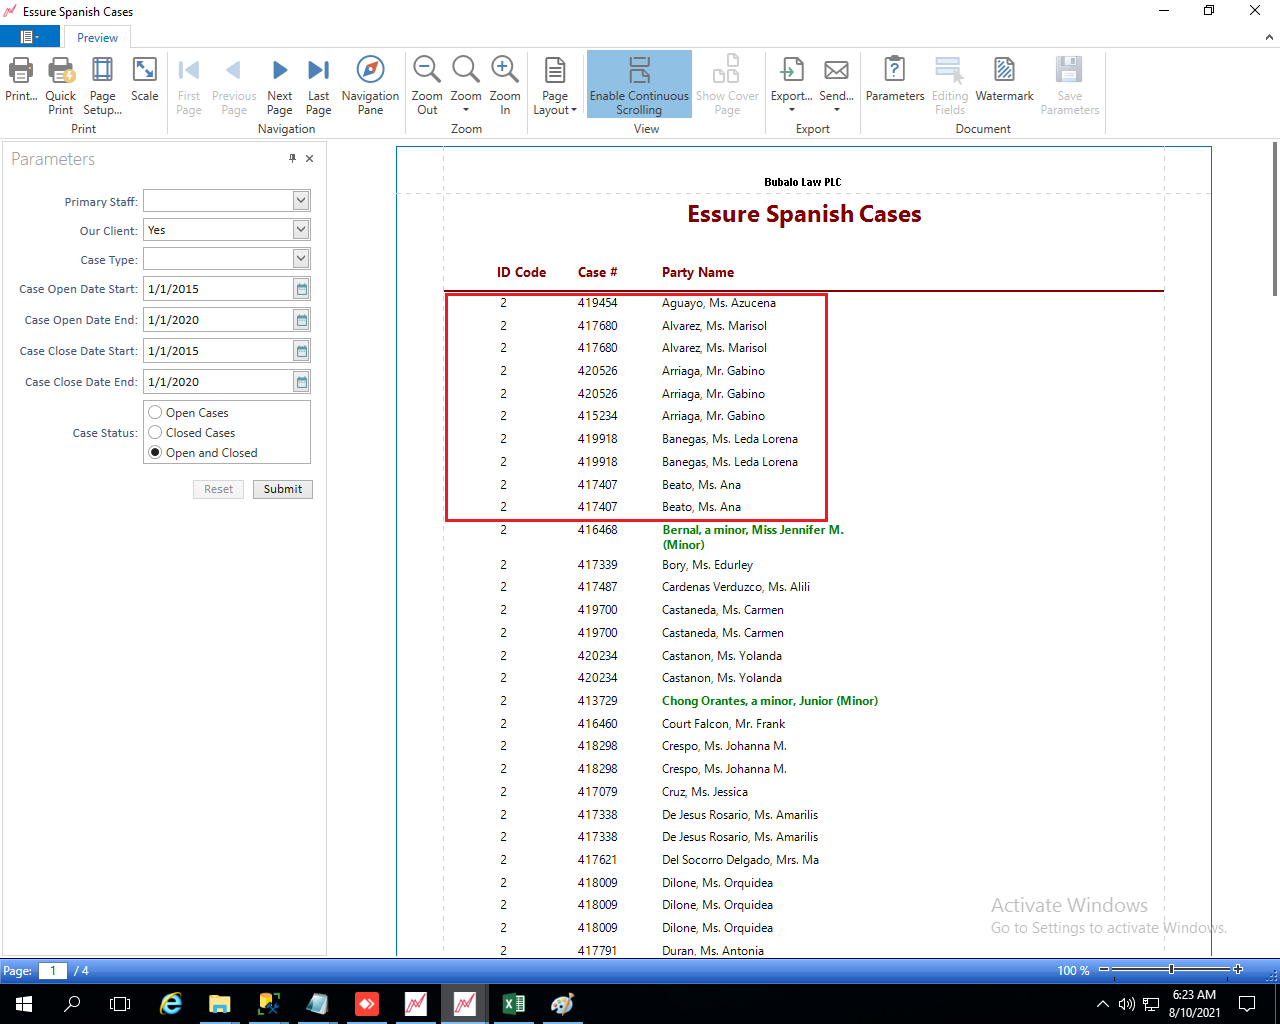 Essure Spanish Cases
Preview
Print... Quick Print Page Setup... Scale
Print
First Page Previous Page Next Page Last Page Navigation Pane
Navigation
Zoom Out Zoom Zoom In
Zoom
Page Layout Enable Continuous Scrolling Show Cover Page
View
Export... Send...
Export
Parameters Editing Fields Watermark Save Parameters
Document
Parameters
Primary Staff:
Our Client: Yes
Case Type:
Case Open Date Start: 1/1/2015
Case Open Date End: 1/1/2020
Case Close Date Start: 1/1/2015
Case Close Date End: 1/1/2020
Case Status:
Open Cases
Closed Cases
Open and Closed
Reset Submit
Bubalo Law PLC
Essure Spanish Cases
ID Code Case # Party Name
2 419454 Aguayo, Ms. Azucena
2 417680 Alvarez, Ms. Marisol
2 417680 Alvarez, Ms. Marisol
2 420526 Arriaga, Mr. Gabino
2 420526 Arriaga, Mr. Gabino
2 415234 Arriaga, Mr. Gabino
2 419918 Banegas, Ms. Leda Lorena
2 419918 Banegas, Ms. Leda Lorena
2 417407 Beato, Ms. Ana
2 417407 Beato, Ms. Ana
2 416468 Bernal, a minor, Miss Jennifer M.
(Minor)
2 417339 Bory, Ms. Edurley
2 417487 Cardenas Verduzco, Ms. Alili
2 419700 Castaneda, Ms. Carmen
2 419700 Castaneda, Ms. Carmen
2 420234 Castanon, Ms. Yolanda
2 420234 Castanon, Ms. Yolanda
2 413729 Chong Orantes, a minor, Junior (Minor)
2 416460 Court Falcon, Mr. Frank
2 418298 Crespo, Ms. Johanna M.
2 418298 Crespo, Ms. Johanna M.
2 417079 Cruz, Ms. Jessica
2 417338 De Jesus Rosario, Ms. Amarilis
2 417338 De Jesus Rosario, Ms. Amarilis
2 417621 Del Socorro Delgado, Mrs. Ma
2 418009 Dilone, Ms. Orquidea
2 418009 Dilone, Ms. Orquidea
2 418009 Dilone, Ms. Orquidea
2 417791 Duran, Ms. Antonia
Activate Windows
Go to Settings to activate Windows.
Page: 1 / 4
100 %
6:23 AM
8/10/2021